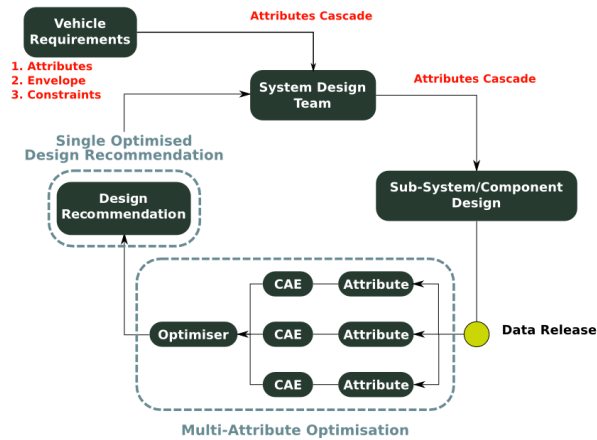 Vehicle
Requirements
Attributes Cascade
1. Attributes
2. Envelope
3. Constraints
System Design
Team
Attributes Cascade
Single Optimised
Design Recommendation
Sub-System/Component
Design
Design
Recommendation
CAE
Attribute
Optimiser
CAE
Attribute
Data Release
CAE
Attribute
Multi-Attribute Optimisation